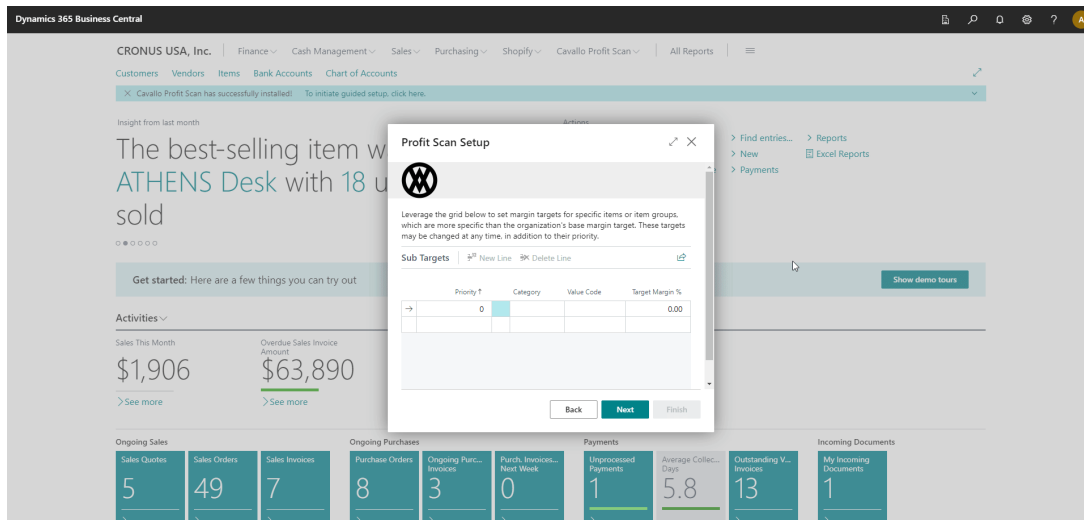 Dynamics 365 Business Central
CRONUS USA, Inc. Finance Cash Management Sales Purchasing Shopify Cavallo Profit Scan All Reports
Customers Vendors Items Bank Accounts Chart of Accounts
Cavallo Profit Scan has successfully installed! To initiate guided setup, click here.
Insight from last month
The best-selling item w
ATHENS Desk with 18 u
sold
Actions
> Find entries... > Reports
> New Excel Reports
> Payments
Get started: Here are a few things you can try out
Show demo tours
Activities
Sales This Month
$1,906
> See more
Overdue Sales Invoice
Amount
$63,890
> See more
Profit Scan Setup
Leverage the grid below to set margin targets for specific items or item groups,
which are more specific than the organization's base margin target. These targets
may be changed at any time, in addition to their priority.
Sub Targets New Line Delete Line
Priority ↑ Category Value Code Target Margin %
→ 0 0.00
Back Next Finish
Ongoing Sales
Sales Quotes
5
Sales Orders
49
Sales Invoices
7
Ongoing Purchases
Purchase Orders
8
Ongoing Purc...
Invoices
3
Purch. Invoices...
Next Week
0
Payments
Unprocessed
Payments
1
Average Collec...
Days
5.8
Outstanding V...
Invoices
13
Incoming Documents
My Incoming
Documents
1